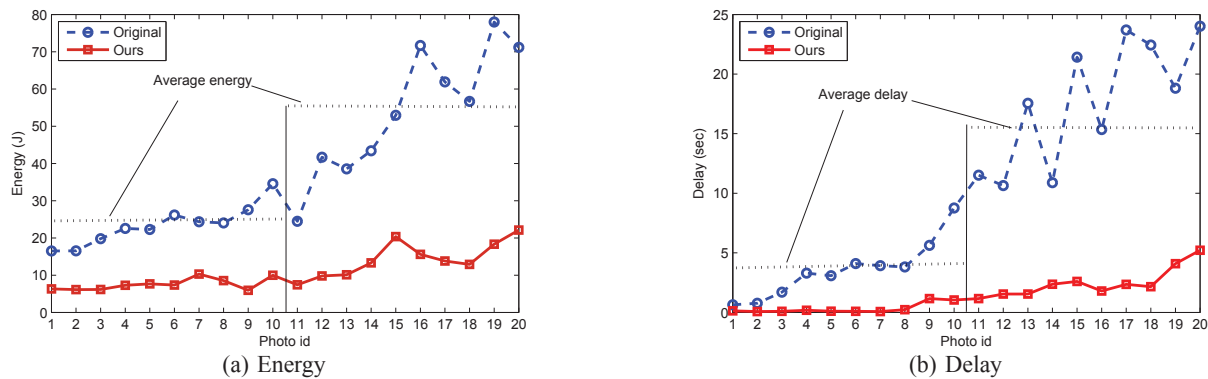 80
70
60
50
40
30
20
10
0
Energy (J)
Original
Ours
Average energy
1 2 3 4 5 6 7 8 9 10 11 12 13 14 15 16 17 18 19 20
Photo id
(a) Energy
25
20
15
10
5
0
Delay (sec)
Original
Ours
Average delay
1 2 3 4 5 6 7 8 9 10 11 12 13 14 15 16 17 18 19 20
Photo id
(b) Delay